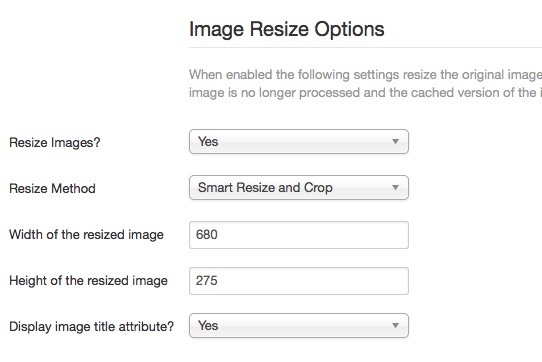 Image Resize Options
When enabled the following settings resize the original image
image is no longer processed and the cached version of the i
Resize Images? Yes
Resize Method Smart Resize and Crop
Width of the resized image 680
Height of the resized image 275
Display image title attribute? Yes